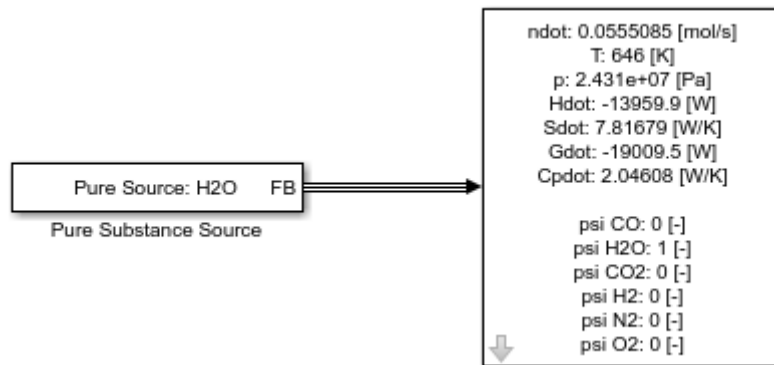 Pure Source: H2O
FB
Pure Substance Source
ndot: 0.0555085 [mol/s]
T: 646 [K]
p: 2.431e+07 [Pa]
Hdot: -13959.9 [W]
Sdot: 7.81679 [W/K]
Gdot: -19009.5 [W]
Cpdot: 2.04608 [W/K]
psi CO: 0 [-]
psi H2O: 1 [-]
psi CO2: 0 [-]
psi H2: 0 [-]
psi N2: 0 [-]
psi O2: 0 [-]